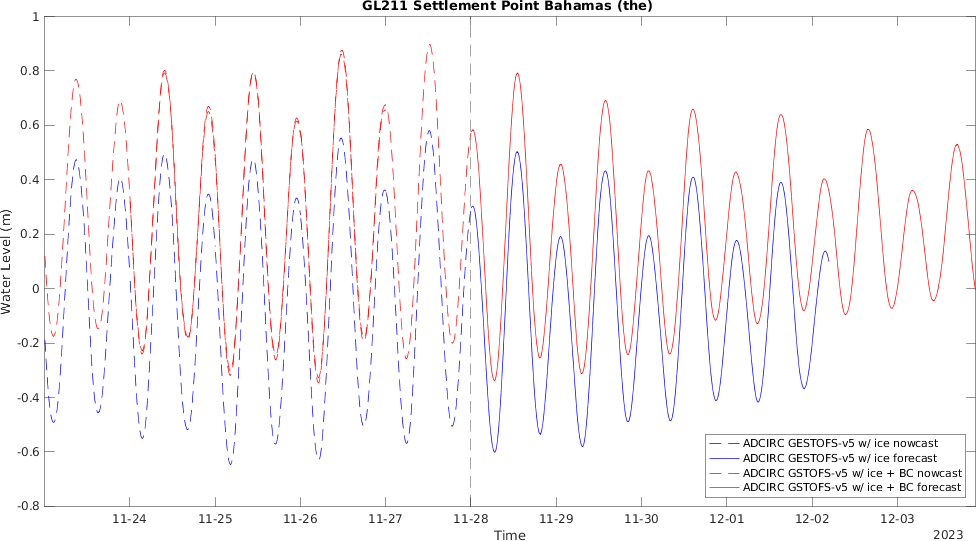 GL211 Settlement Point Bahamas (the)
1
0.8
0.6
0.4
0.2
0
-0.2
-0.4
-0.6
-0.8
Water Level (m)
ADCIRC GESTOFS-v5 w/ ice nowcast
ADCIRC GESTOFS-v5 w/ ice forecast
ADCIRC GSTOFS-v5 w/ ice + BC nowcast
ADCIRC GSTOFS-v5 w/ ice + BC forecast
11-24 11-25 11-26 11-27 11-28 11-29 11-30 12-01 12-02 12-03
Time
2023